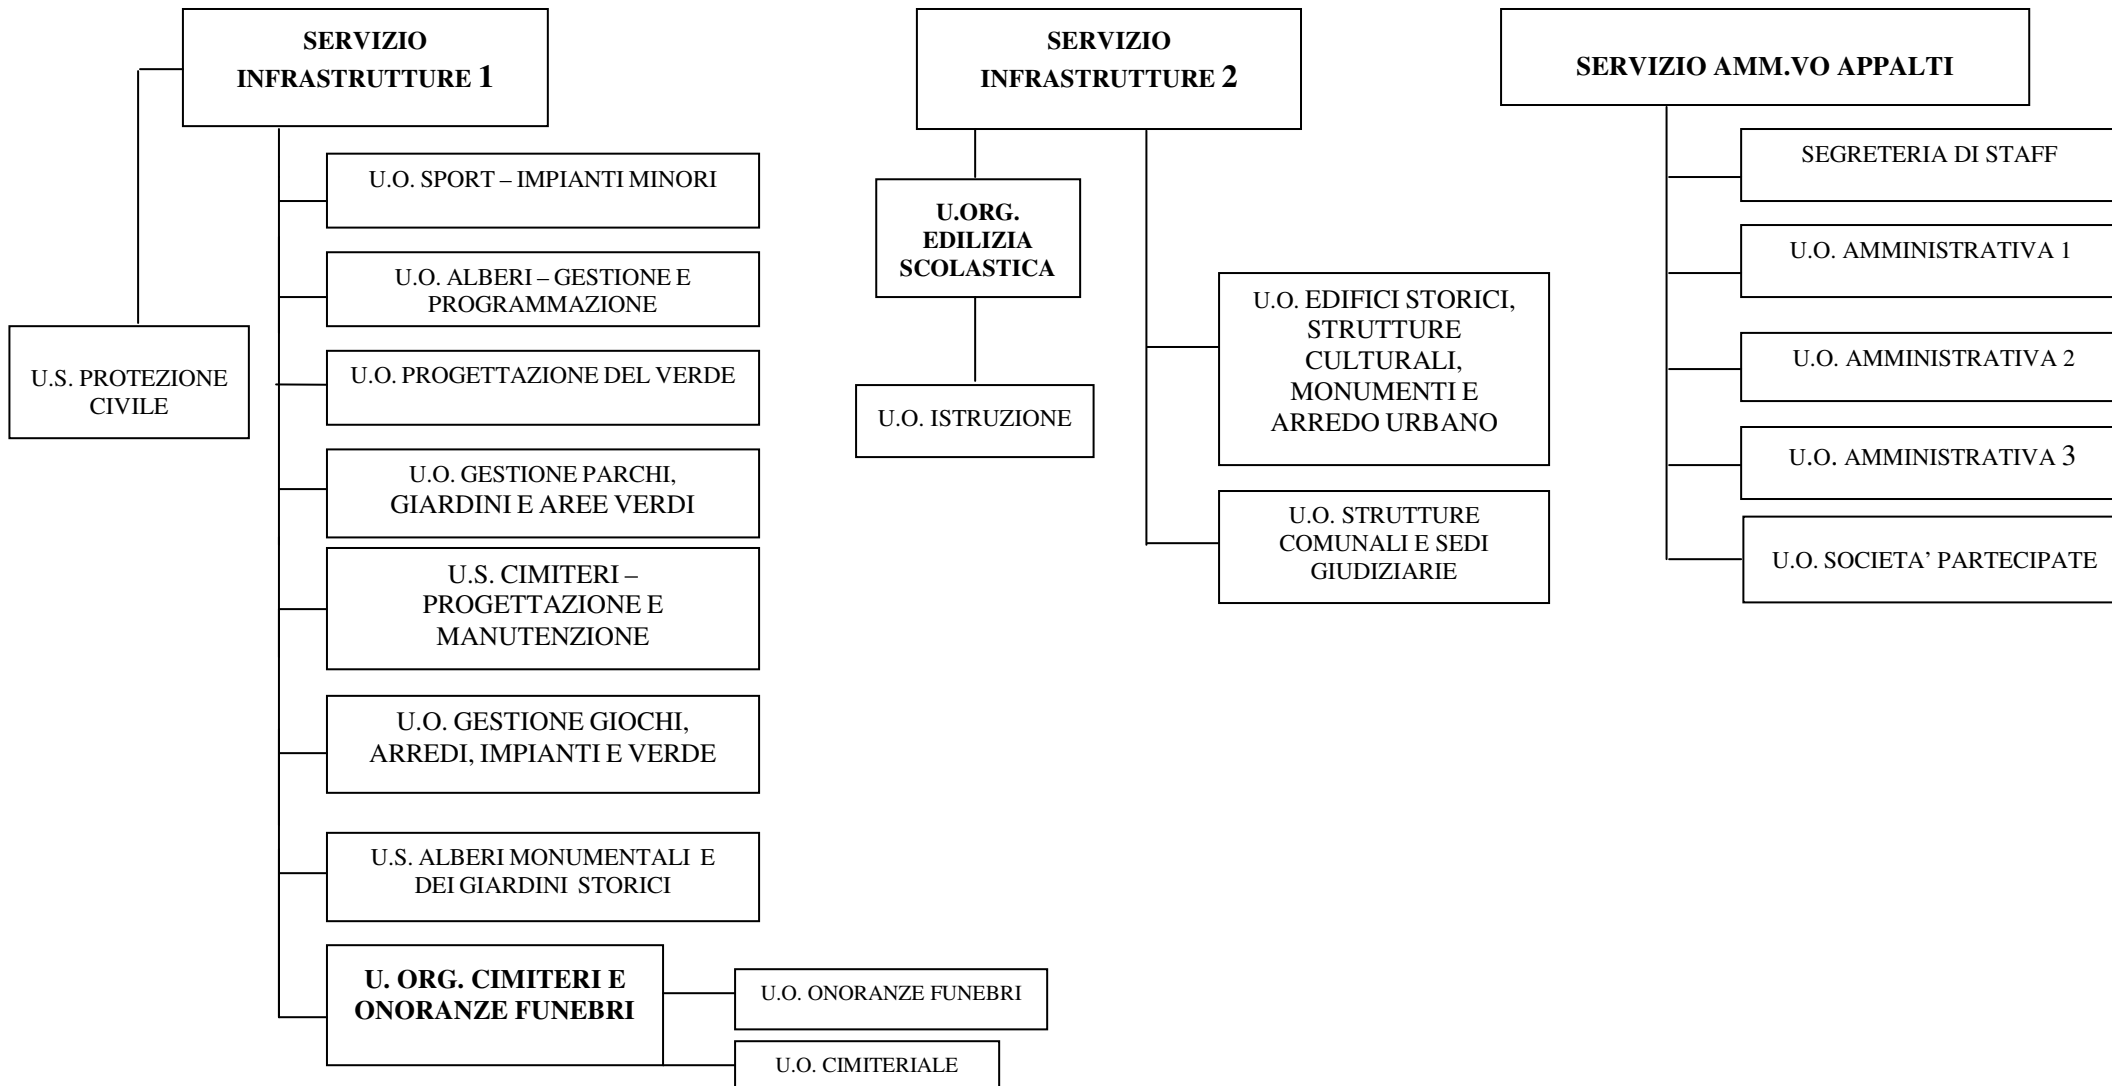 SERVIZIO
INFRASTRUTTURE 1
U.S. PROTEZIONE
CIVILE
U.O. SPORT – IMPIANTI MINORI
U.O. ALBERI – GESTIONE E
PROGRAMMAZIONE
U.O. PROGETTAZIONE DEL VERDE
U.O. GESTIONE PARCHI,
GIARDINI E AREE VERDI
U.S. CIMITERI –
PROGETTAZIONE E
MANUTENZIONE
U.O. GESTIONE GIOCHI,
ARREDI, IMPIANTI E VERDE
U.S. ALBERI MONUMENTALI E
DEI GIARDINI STORICI
U. ORG. CIMITERI E
ONORANZE FUNEBRI
U.O. ONORANZE FUNEBRI
U.O. CIMITERIALE
SERVIZIO
INFRASTRUTTURE 2
U.ORG.
EDILIZIA
SCOLASTICA
U.O. ISTRUZIONE
U.O. EDIFICI STORICI,
STRUTTURE
CULTURALI,
MONUMENTI E
ARREDO URBANO
U.O. STRUTTURE
COMUNALI E SEDI
GIUDIZIARIE
SERVIZIO AMM.VO APPALTI
SEGRETERIA DI STAFF
U.O. AMMINISTRATIVA 1
U.O. AMMINISTRATIVA 2
U.O. AMMINISTRATIVA 3
U.O. SOCIETA’ PARTECIPATE